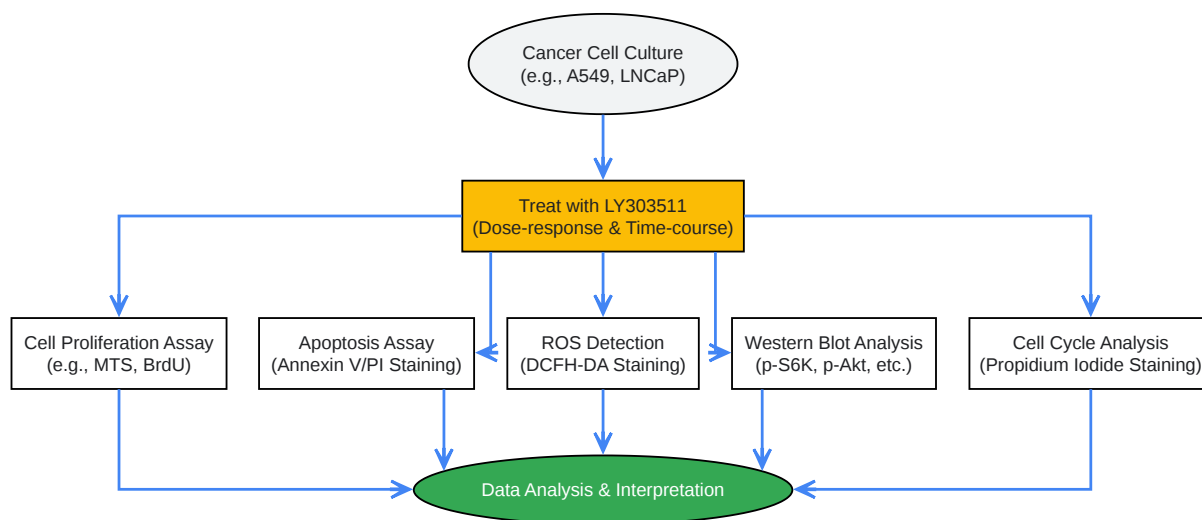 Cancer Cell Culture
(e.g., A549, LNCaP)
Treat with LY303511
(Dose-response & Time-course)
Cell Proliferation Assay
(e.g., MTS, BrdU)
Apoptosis Assay
(Annexin V/PI Staining)
ROS Detection
(DCFH-DA Staining)
Western Blot Analysis
(p-S6K, p-Akt, etc.)
Cell Cycle Analysis
(Propidium Iodide Staining)
Data Analysis & Interpretation